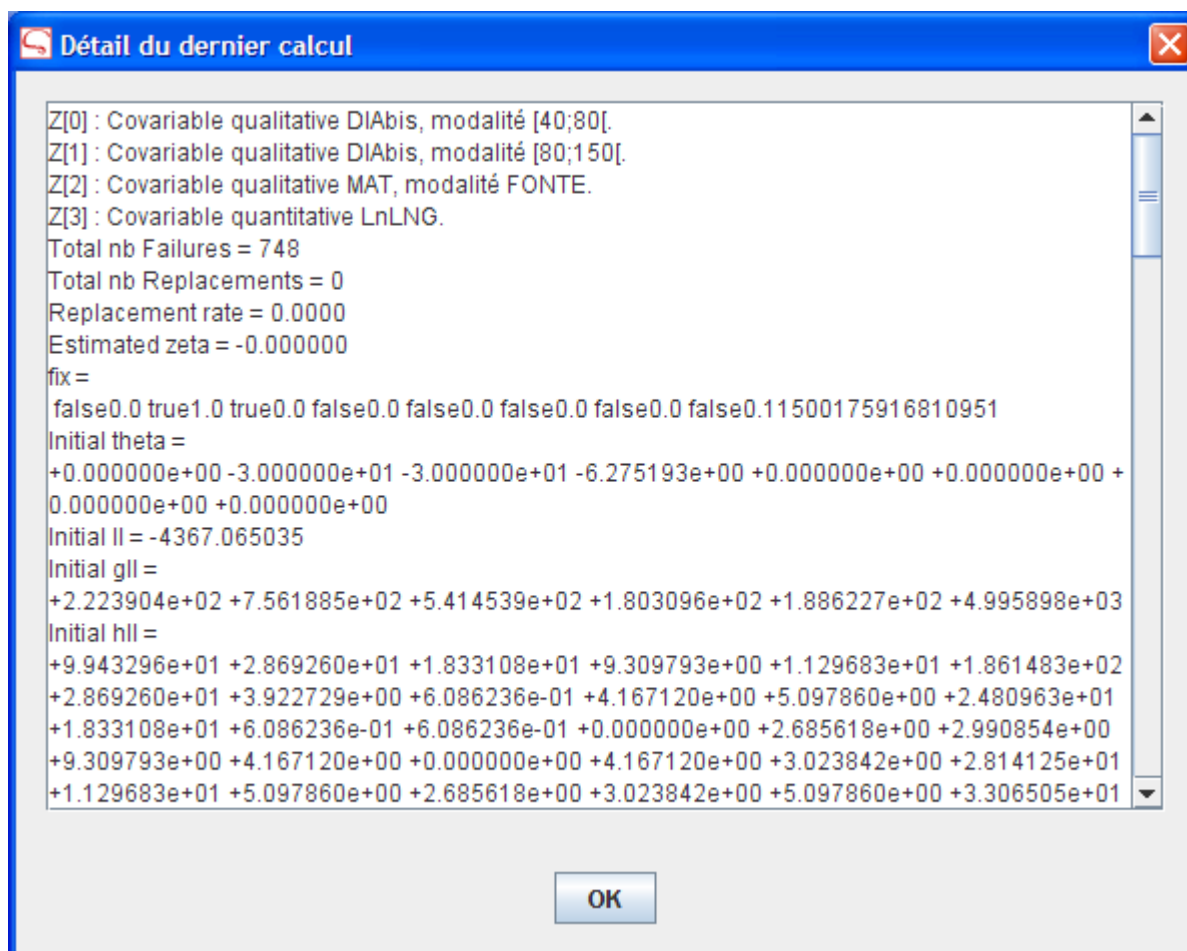 Détail du dernier calcul
Z[0] : Covariable qualitative DIAbis, modalité [40;80[.
Z[1] : Covariable qualitative DIAbis, modalité [80;150[.
Z[2] : Covariable qualitative MAT, modalité FONTE.
Z[3] : Covariable quantitative LnLNG.
Total nb Failures = 748
Total nb Replacements = 0
Replacement rate = 0.0000
Estimated zeta = -0.000000
fix =
false0.0 true1.0 true0.0 false0.0 false0.0 false0.0 false0.0 false0.11500175916810951
Initial theta =
+0.000000e+00 -3.000000e+01 -3.000000e+01 -6.275193e+00 +0.000000e+00 +0.000000e+00 +
0.000000e+00 +0.000000e+00
Initial ll = -4367.065035
Initial gll =
+2.223904e+02 +7.561885e+02 +5.414539e+02 +1.803096e+02 +1.886227e+02 +4.995898e+03
Initial hll =
+9.943296e+01 +2.869260e+01 +1.833108e+01 +9.309793e+00 +1.129683e+01 +1.861483e+02
+2.869260e+01 +3.922729e+00 +6.086236e-01 +4.167120e+00 +5.097860e+00 +2.480963e+01
+1.833108e+01 +6.086236e-01 +6.086236e-01 +0.000000e+00 +2.685618e+00 +2.990854e+00
+9.309793e+00 +4.167120e+00 +0.000000e+00 +4.167120e+00 +3.023842e+00 +2.814125e+01
+1.129683e+01 +5.097860e+00 +2.685618e+00 +3.023842e+00 +5.097860e+00 +3.306505e+01
OK